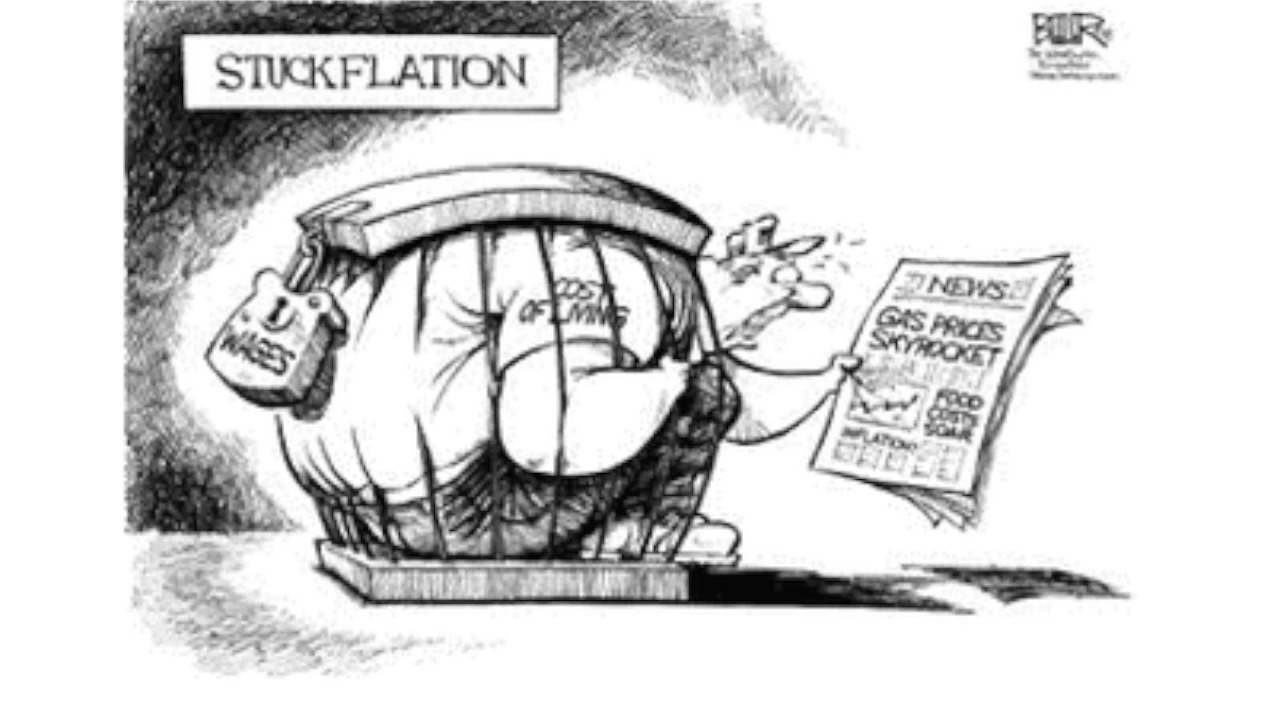 STUCKFLATION
COST
OF LIVING
WAGES
NEWS
GAS PRICES
SKYROCKET
FOOD
COSTS
SOAR
INFLATION